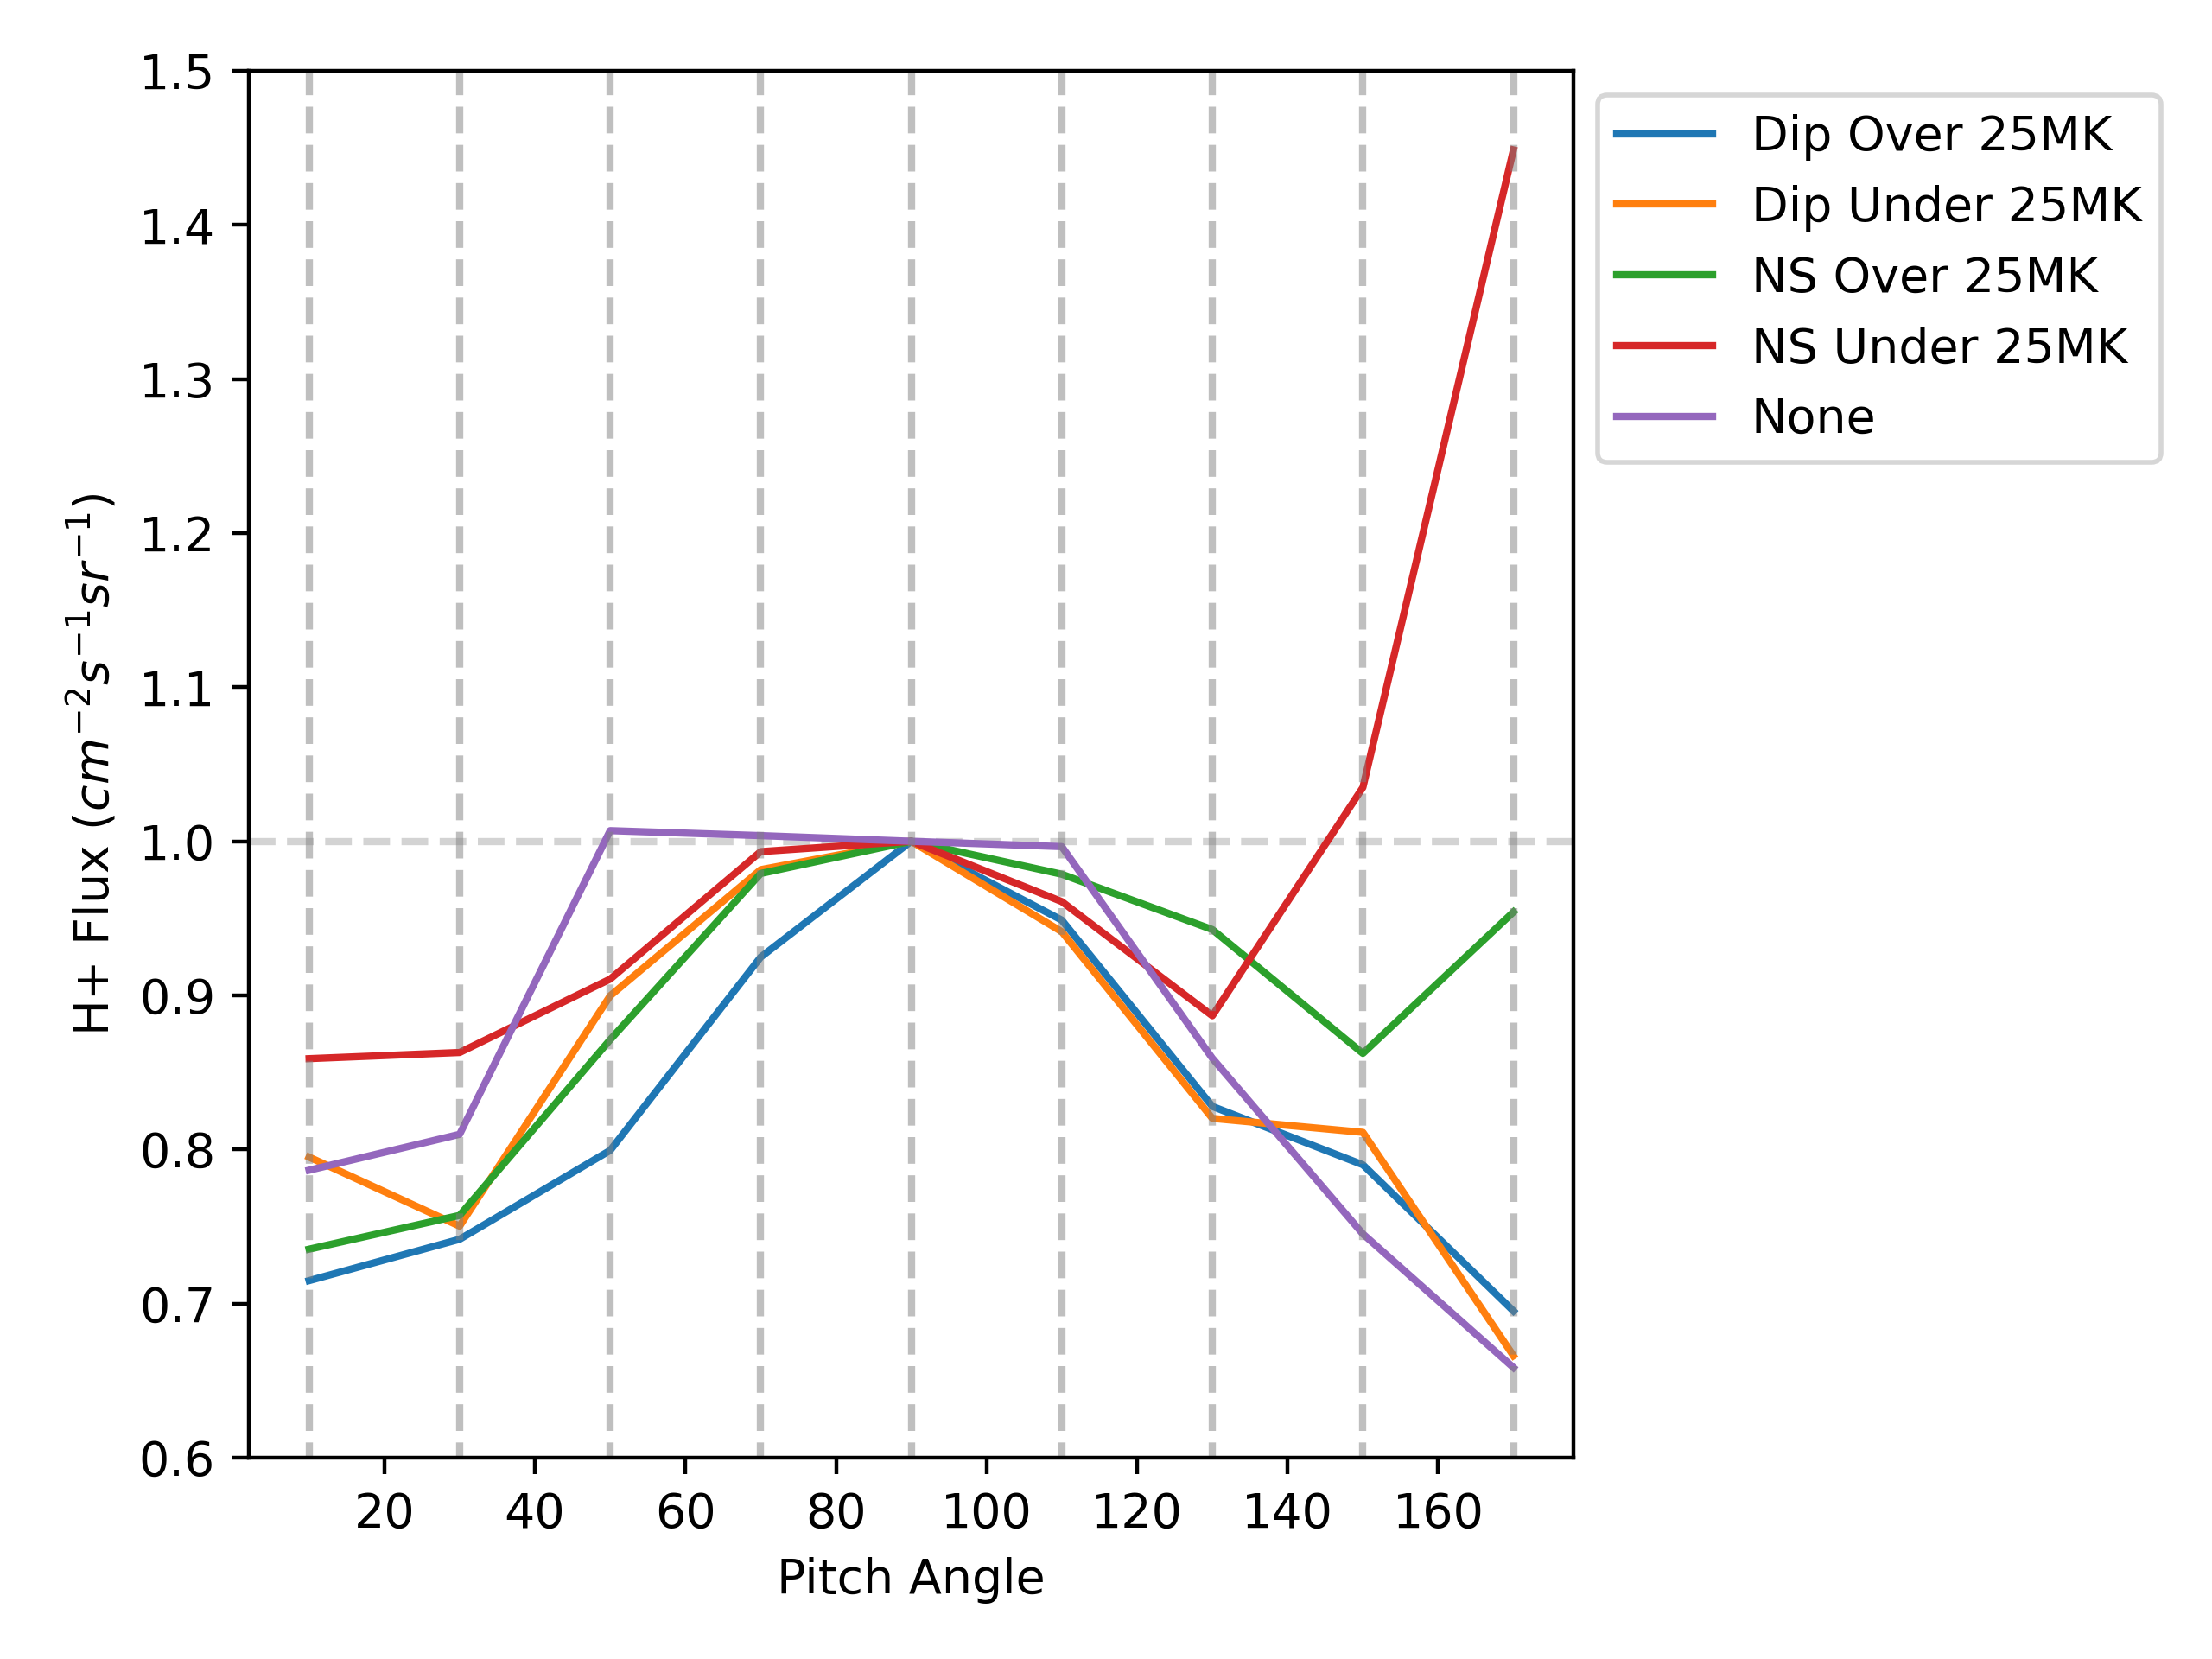 1.5
1.4
1.3
1.2
1.1
1.0
0.9
0.8
0.7
0.6
H+ Flux (cm⁻²s⁻¹sr⁻¹)
20 40 60 80 100 120 140 160
Pitch Angle
Dip Over 25MK
Dip Under 25MK
NS Over 25MK
NS Under 25MK
None